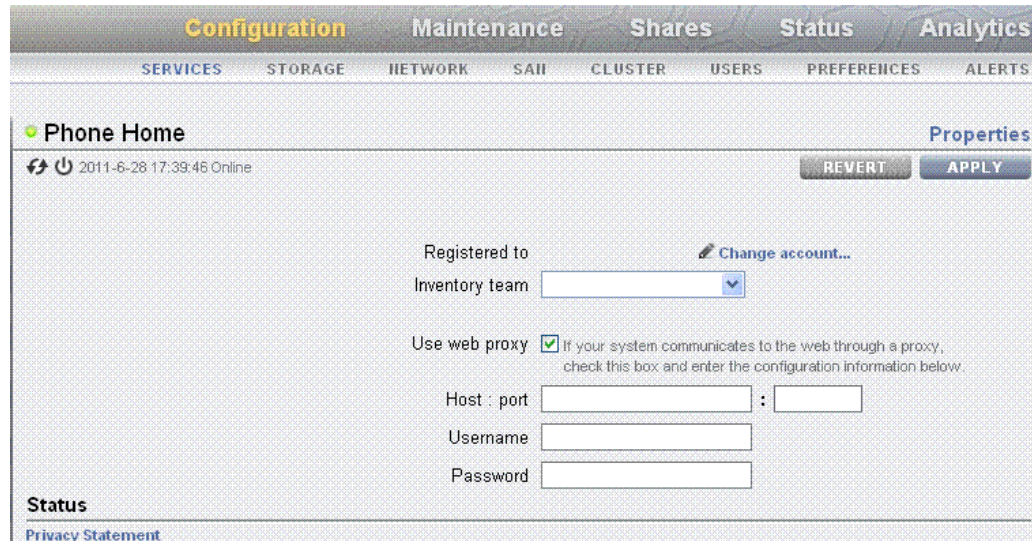 Configuration Maintenance Shares Status Analytics
SERVICES STORAGE NETWORK SAN CLUSTER USERS PREFERENCES ALERTS
Phone Home Properties
2011-6-28 17:39:46 Online REVERT APPLY
Registered to Change account...
Inventory team
Use web proxy If your system communicates to the web through a proxy,
check this box and enter the configuration information below.
Host : port :
Username
Password
Status
Privacy Statement